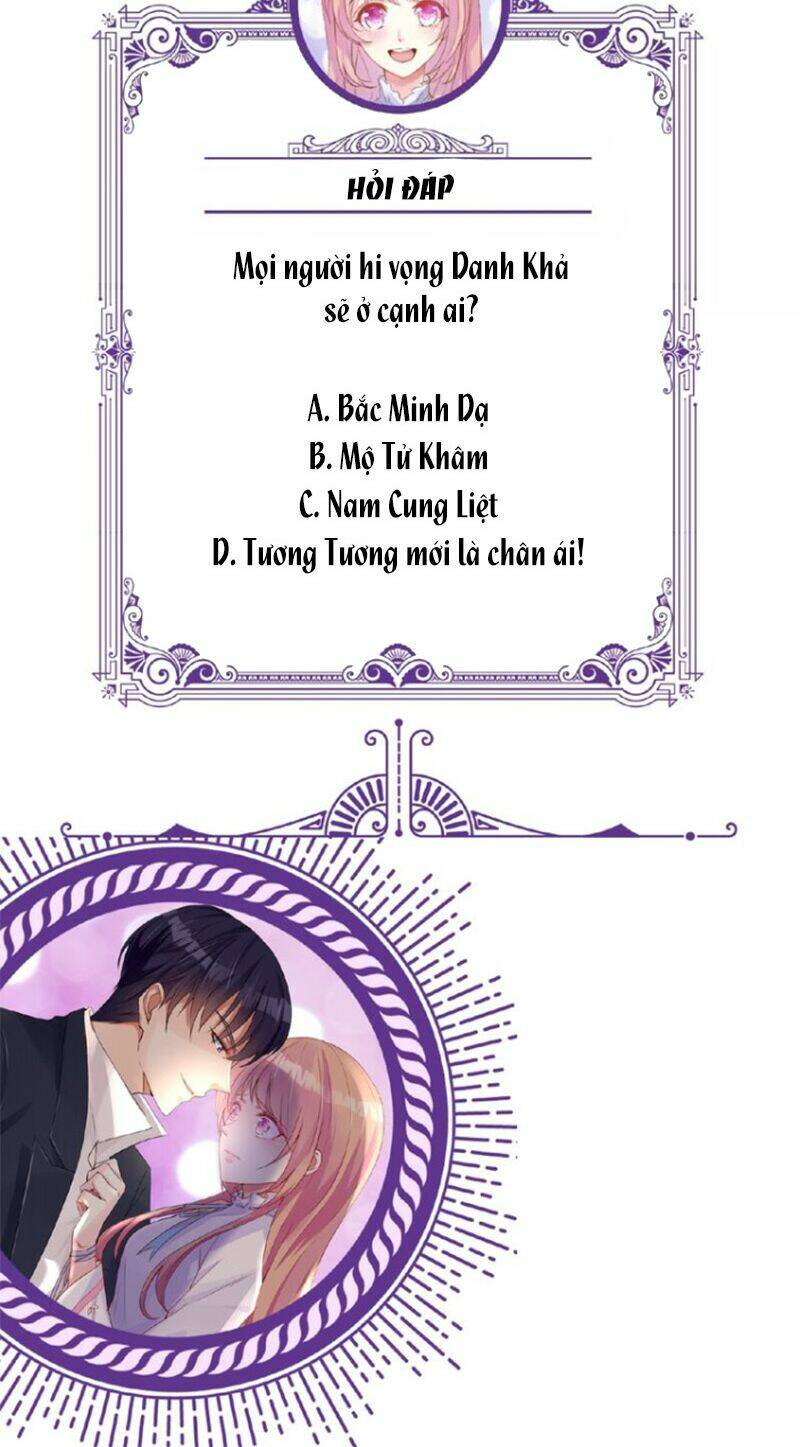 HỎI ĐÁP
Mọi người hi vọng Danh Khả
sẽ ở cạnh ai?
A. Bắc Minh Dạ
B. Mộ Tử Khâm
C. Nam Cung Liệt
D. Tương Tương mới là chân ái!